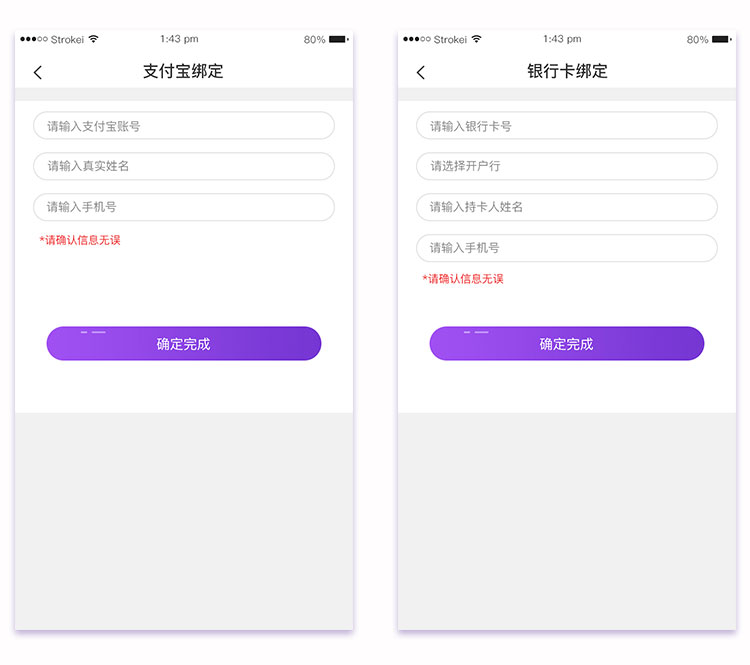 Strokei 1:43 pm 80%
支付宝绑定
请输入支付宝账号
请输入真实姓名
请输入手机号
*请确认信息无误
确定完成
Strokei 1:43 pm 80%
银行卡绑定
请输入银行卡号
请选择开户行
请输入持卡人姓名
请输入手机号
*请确认信息无误
确定完成